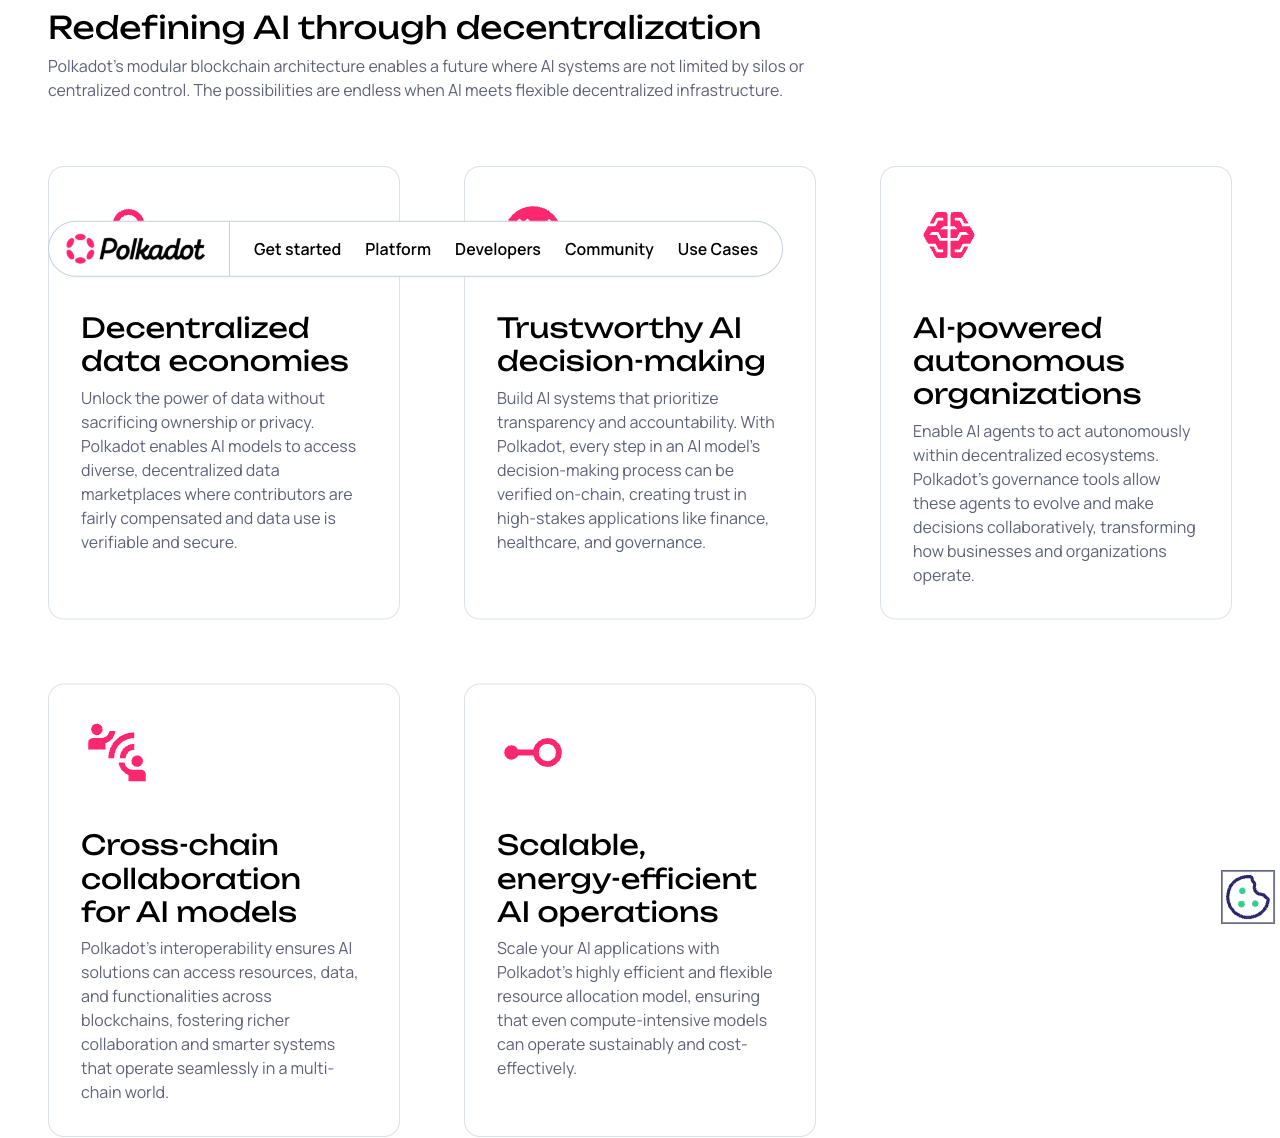 Redefining AI through decentralization
Polkadot's modular blockchain architecture enables a future where AI systems are not limited by silos or
centralized control. The possibilities are endless when AI meets flexible decentralized infrastructure.
Polkadot
Get started
Platform
Developers
Community
Use Cases
Decentralized
data economies
Unlock the power of data without
sacrificing ownership or privacy.
Polkadot enables AI models to access
diverse, decentralized data
marketplaces where contributors are
fairly compensated and data use is
verifiable and secure.
Trustworthy AI
decision-making
Build AI systems that prioritize
transparency and accountability. With
Polkadot, every step in an AI model's
decision-making process can be
verified on-chain, creating trust in
high-stakes applications like finance,
healthcare, and governance.
AI-powered
autonomous
organizations
Enable AI agents to act autonomously
within decentralized ecosystems.
Polkadot's governance tools allow
these agents to evolve and make
decisions collaboratively, transforming
how businesses and organizations
operate.
Cross-chain
collaboration
for AI models
Polkadot's interoperability ensures AI
solutions can access resources, data,
and functionalities across
blockchains, fostering richer
collaboration and smarter systems
that operate seamlessly in a multi-
chain world.
Scalable,
energy-efficient
AI operations
Scale your AI applications with
Polkadot's highly efficient and flexible
resource allocation model, ensuring
that even compute-intensive models
can operate sustainably and cost-
effectively.